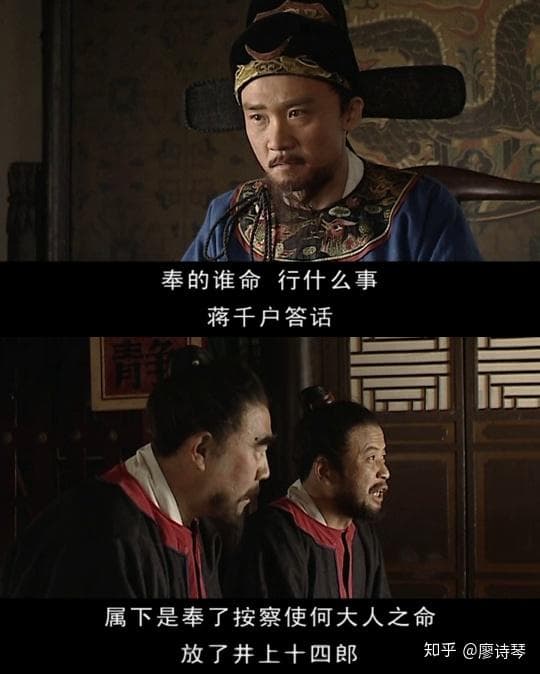 奉的谁命 行什么事
蒋千户答话
静
属下是奉了按察使何大人之命
放了井上十四郎
知乎 @廖诗琴